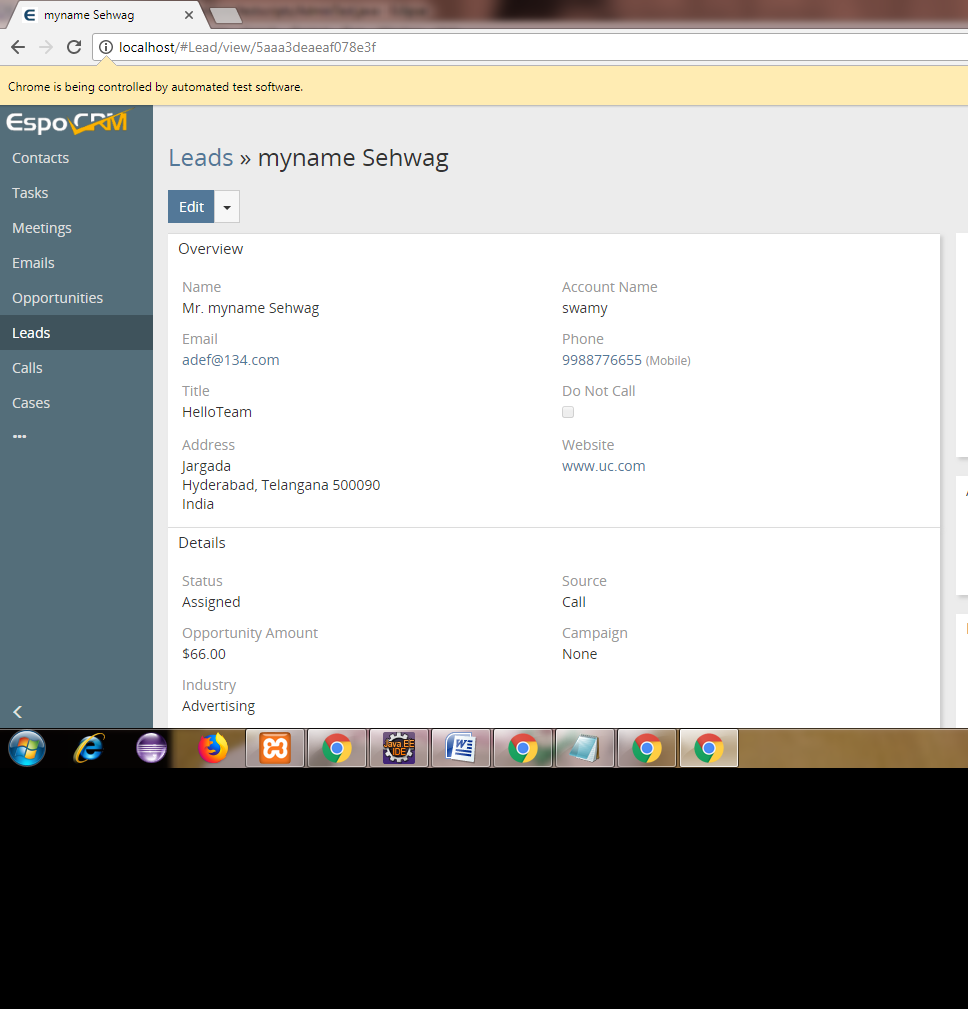 myname Sehwag
localhost/#Lead/view/5aaa3deaeaf078e3f
Chrome is being controlled by automated test software.
EspoCRM
Contacts
Tasks
Meetings
Emails
Opportunities
Leads
Calls
Cases
Leads » myname Sehwag
Edit
Overview
Name
Mr. myname Sehwag
Account Name
swamy
Email
adef@134.com
Phone
9988776655 (Mobile)
Title
HelloTeam
Do Not Call
Address
Jargada
Hyderabad, Telangana 500090
India
Website
www.uc.com
Details
Status
Assigned
Source
Call
Opportunity Amount
$66.00
Campaign
None
Industry
Advertising
Java EE
IDE